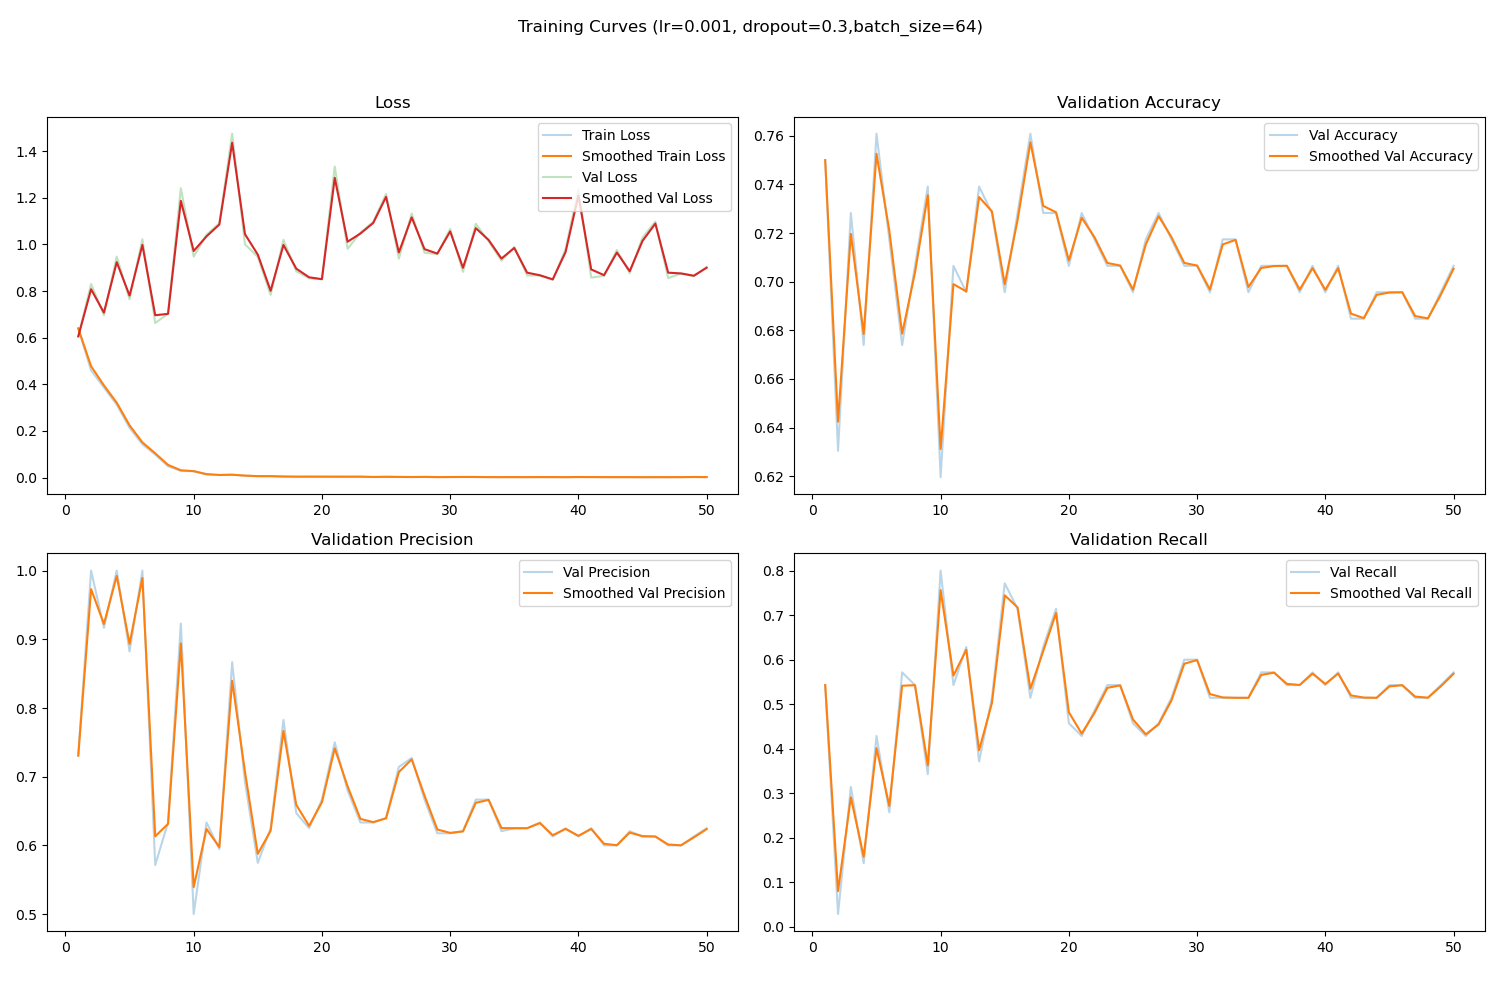 Training Curves (lr=0.001, dropout=0.3,batch_size=64)
Loss
Train Loss
Smoothed Train Loss
Val Loss
Smoothed Val Loss
1.4
1.2
1.0
0.8
0.6
0.4
0.2
0.0
0 10 20 30 40 50
Validation Accuracy
Val Accuracy
Smoothed Val Accuracy
0.76
0.74
0.72
0.70
0.68
0.66
0.64
0.62
0 10 20 30 40 50
Validation Precision
Val Precision
Smoothed Val Precision
1.0
0.9
0.8
0.7
0.6
0.5
0 10 20 30 40 50
Validation Recall
Val Recall
Smoothed Val Recall
0.8
0.7
0.6
0.5
0.4
0.3
0.2
0.1
0.0
0 10 20 30 40 50